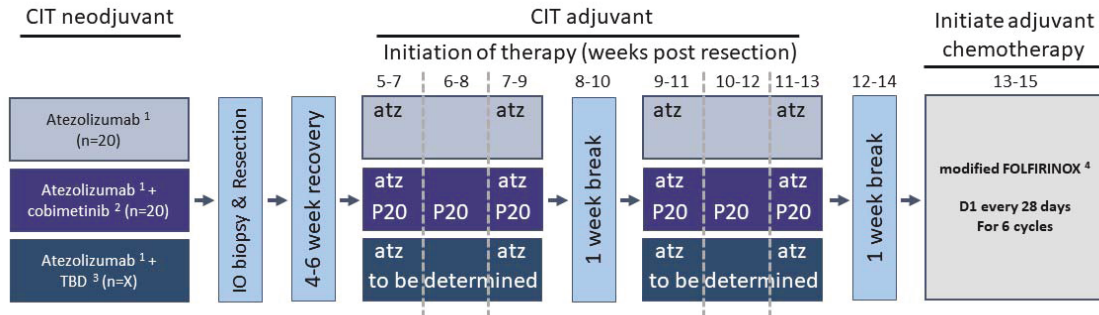 CIT neodjuvant
CIT adjuvant
Initiate adjuvant
chemotherapy
Initiation of therapy (weeks post resection)
5-7 6-8 7-9 8-10 9-11 10-12 11-13 12-14 13-15
Atezolizumab 1
(n=20)
Atezolizumab 1 +
cobimetinib 2 (n=20)
Atezolizumab 1 +
TBD 3 (n=X)
IO biopsy & Resection
4-6 week recovery
atz atz
atz atz
P20 P20 P20
atz atz
to be determined
1 week break
atz atz
atz atz
P20 P20 P20
atz atz
to be determined
1 week break
modified FOLFIRINOX 4
D1 every 28 days
For 6 cycles